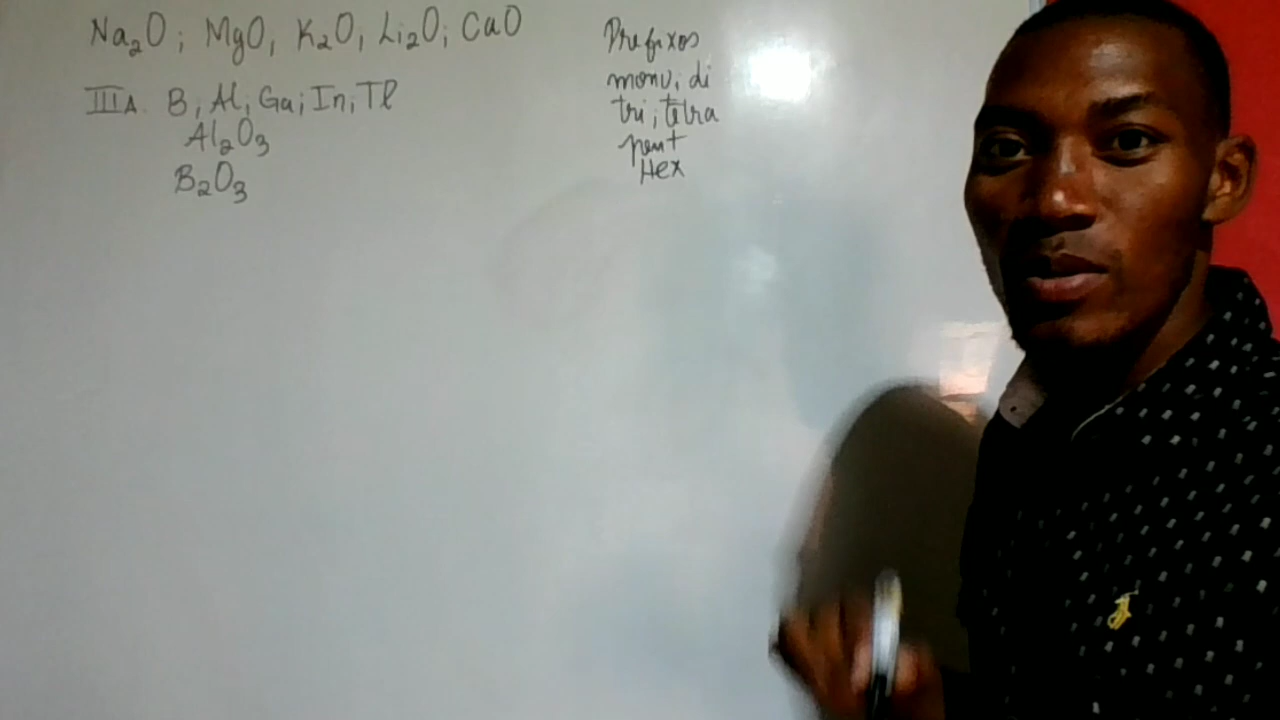 Na₂O; MgO, K₂O, Li₂O; CaO
IIIA. B, Al, Ga; In, Tl
Al₂O₃
B₂O₃
Prefixos
mono, di
tri, tetra
pent
Hex